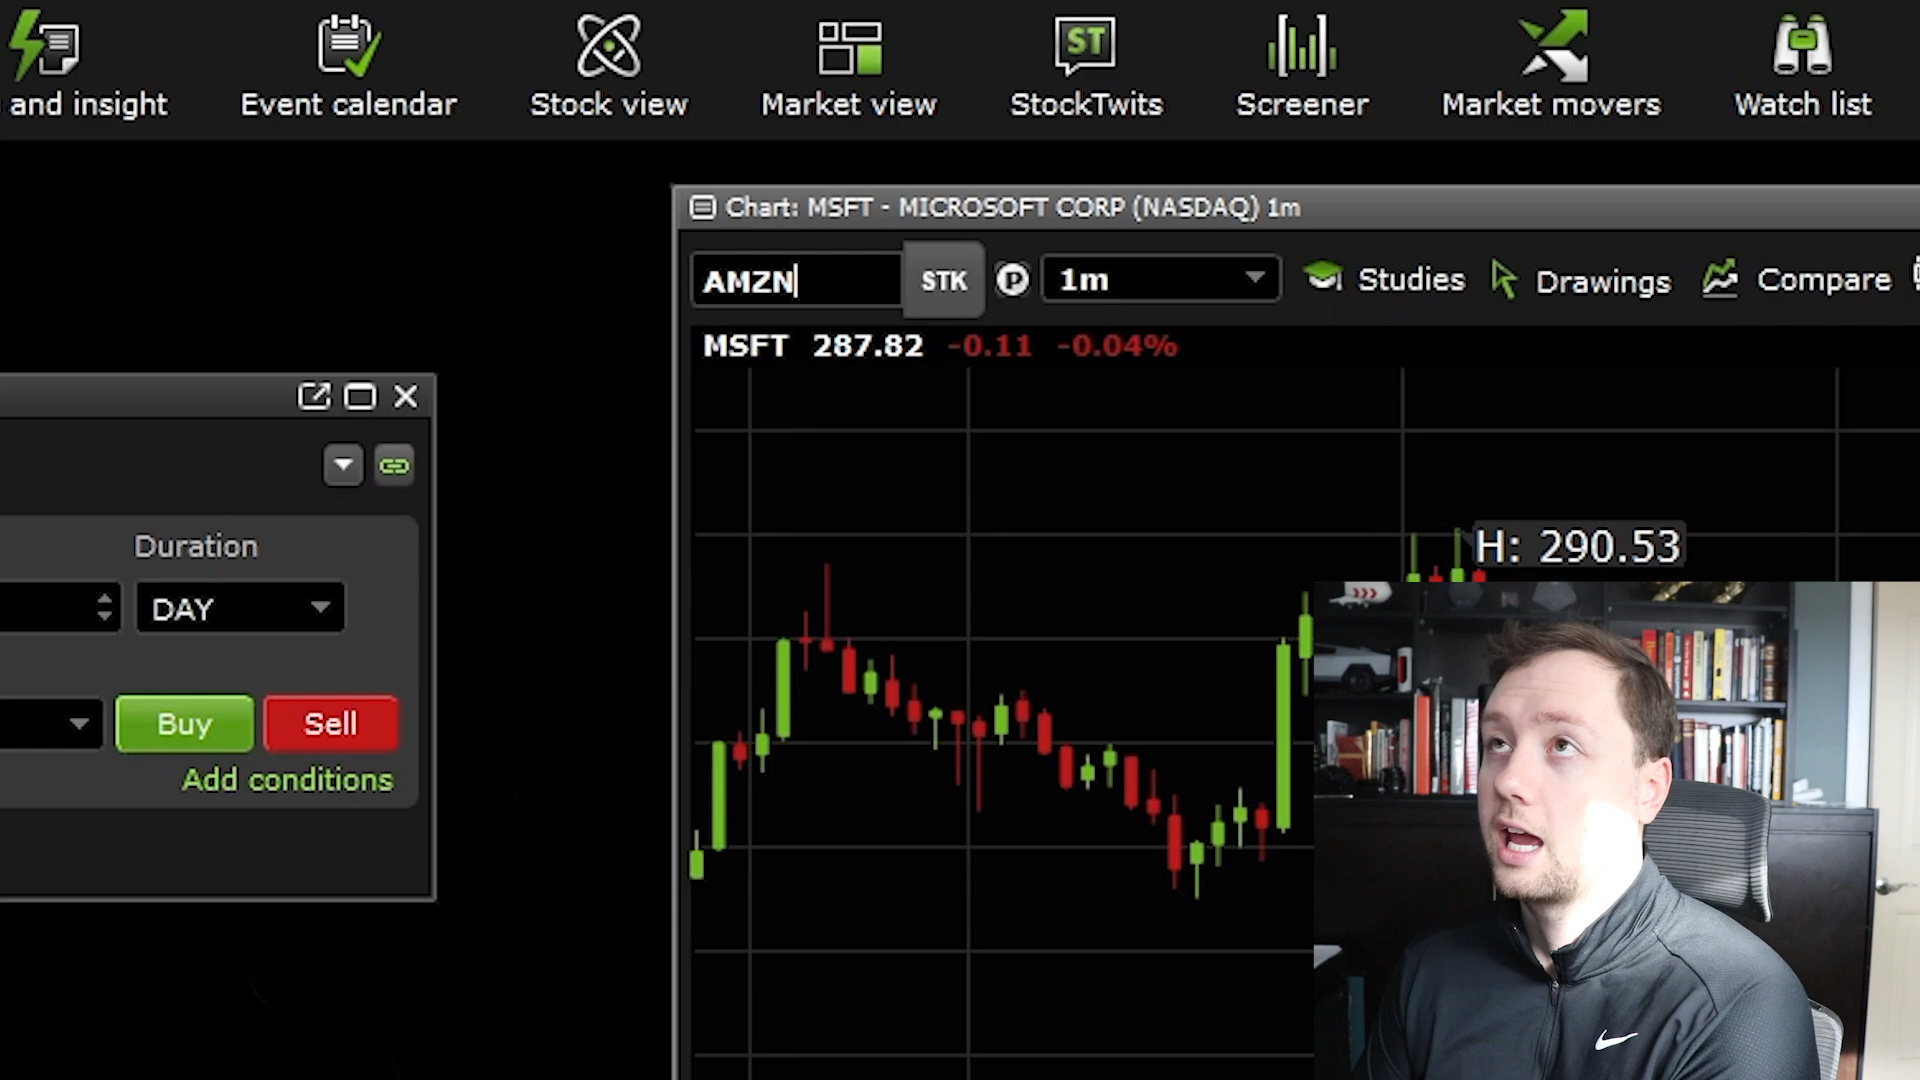 and insight
Event calendar
Stock view
Market view
ST
StockTwits
Screener
Market movers
Watch list
Chart: MSFT - MICROSOFT CORP (NASDAQ) 1m
AMZN
STK
P
1m
Studies
Drawings
Compare
MSFT 287.82 -0.11 -0.04%
Duration
DAY
H: 290.53
Buy
Sell
Add conditions